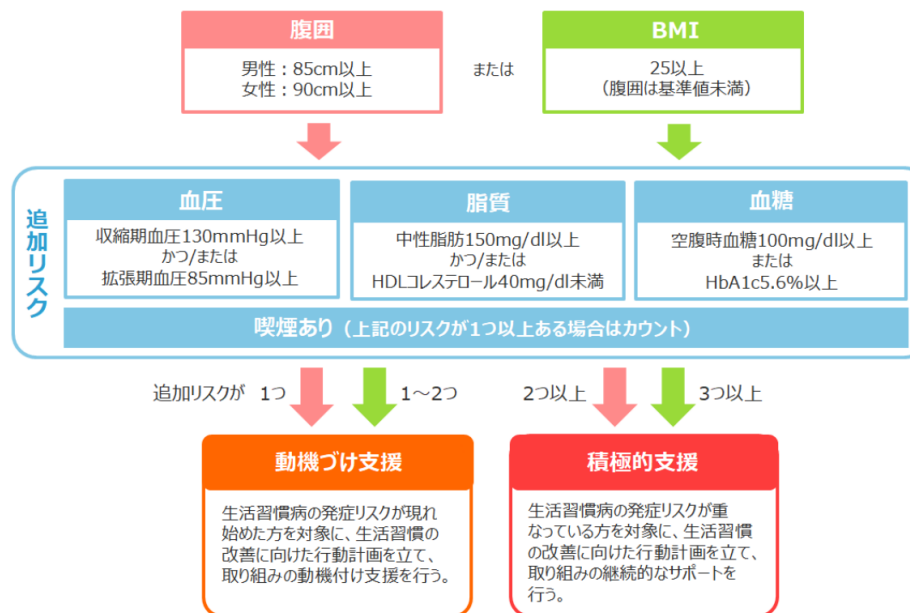 腹囲
男性：85cm以上
女性：90cm以上
または
BMI
25以上
（腹囲は基準値未満）
追加リスク
血圧
収縮期血圧130mmHg以上
かつ/または
拡張期血圧85mmHg以上
脂質
中性脂肪150mg/dl以上
かつ/または
HDLコレステロール40mg/dl未満
血糖
空腹時血糖100mg/dl以上
または
HbA1c5.6%以上
喫煙あり（上記のリスクが1つ以上ある場合はカウント）
追加リスクが 1つ
1～2つ
2つ以上
3つ以上
動機づけ支援
生活習慣病の発症リスクが現れ
始めた方を対象に、生活習慣の
改善に向けた行動計画を立て、
取り組みの動機付け支援を行う。
積極的支援
生活習慣病の発症リスクが重
なっている方を対象に、生活習慣
の改善に向けた行動計画を立て、
取り組みの継続的なサポートを
行う。